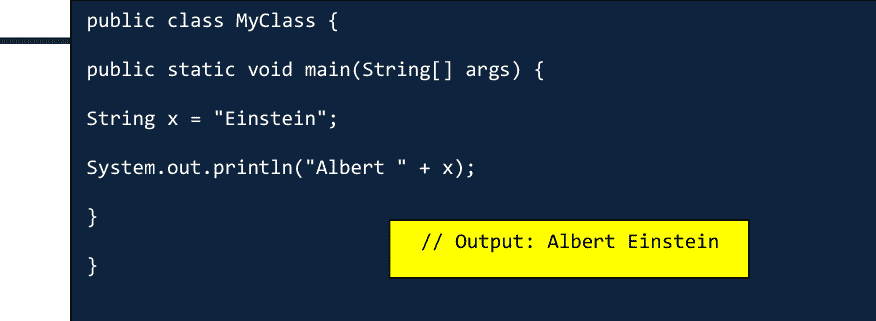 public class MyClass {
public static void main(String[] args) {
String x = "Einstein";
System.out.println("Albert " + x);
}
// Output: Albert Einstein
}